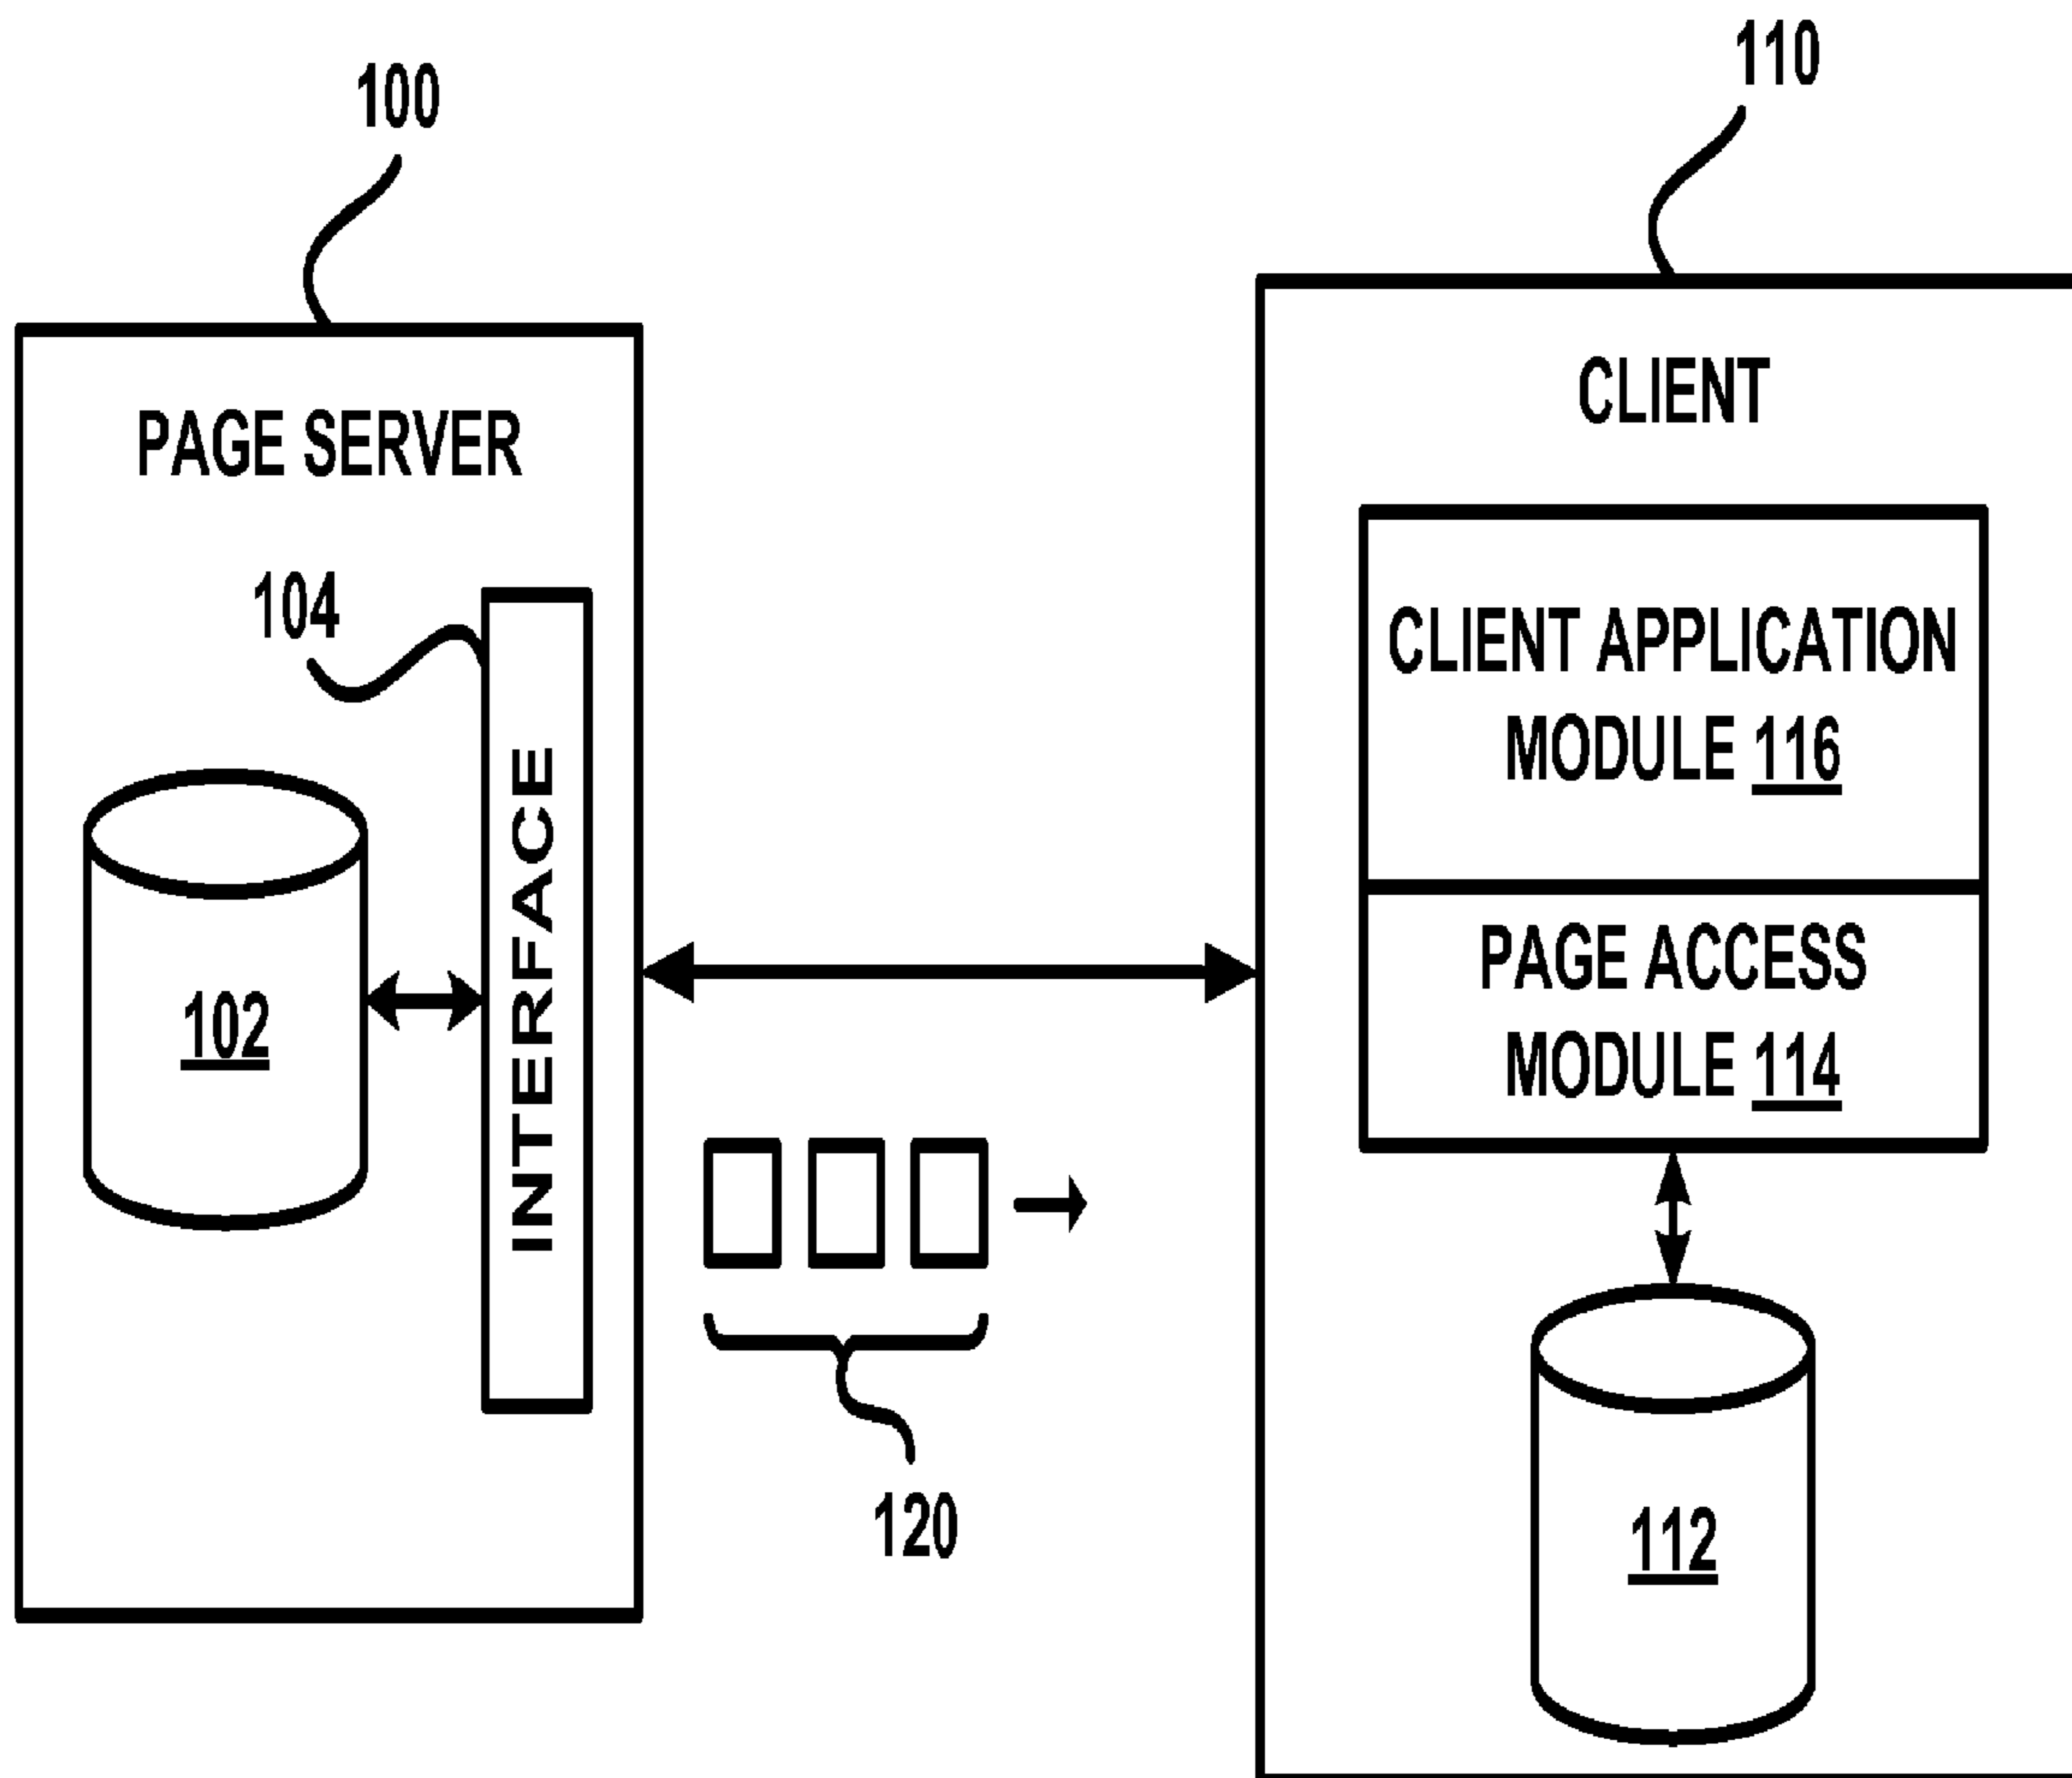 100
PAGE SERVER
104
102
INTERFACE
120
110
CLIENT
CLIENT APPLICATION
MODULE 116
PAGE ACCESS
MODULE 114
112